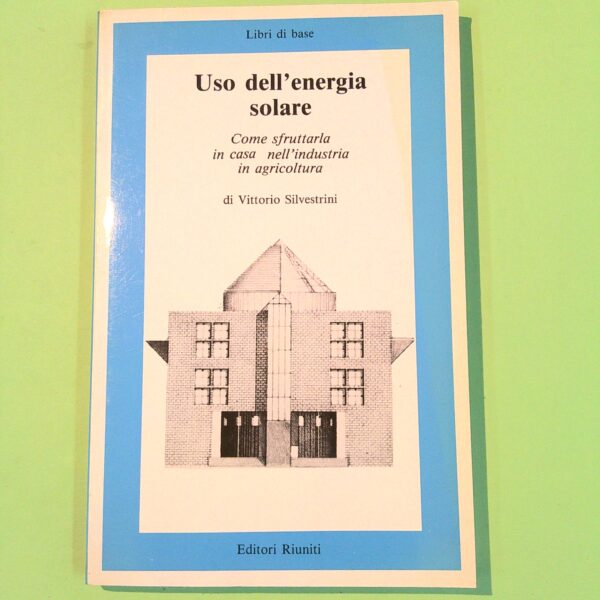 Libri di base
Uso dell'energia
solare
Come sfruttarla
in casa nell'industria
in agricoltura
di Vittorio Silvestrini
Editori Riuniti